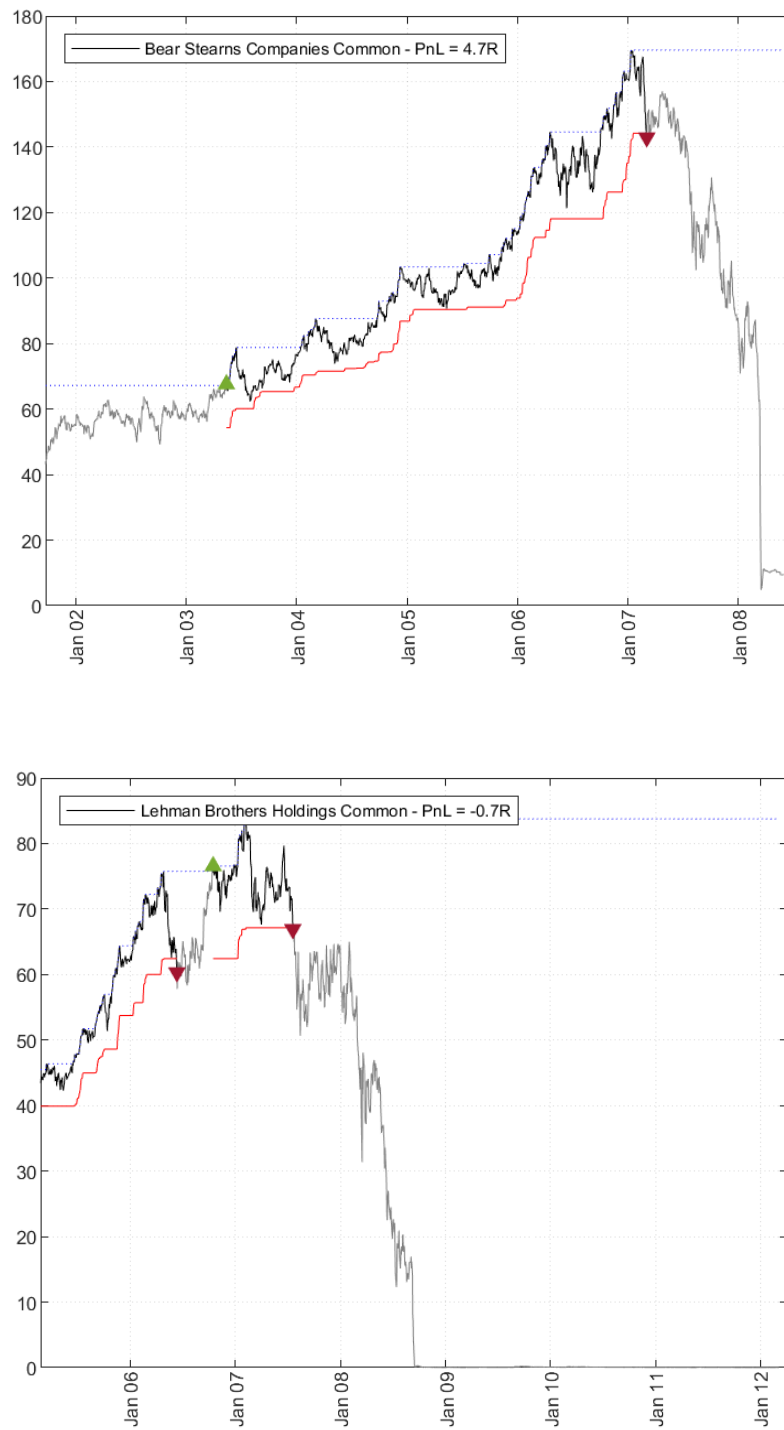 180
Bear Stearns Companies Common - PnL = 4.7R
160
140
120
100
80
60
40
20
0
Jan 02
Jan 03
Jan 04
Jan 05
Jan 06
Jan 07
Jan 08
90
Lehman Brothers Holdings Common - PnL = -0.7R
80
70
60
50
40
30
20
10
0
Jan 06
Jan 07
Jan 08
Jan 09
Jan 10
Jan 11
Jan 12